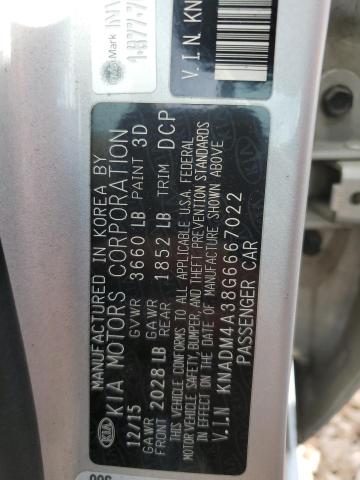 MANUFACTURED IN KOREA BY
KIA KIA MOTORS CORPORATION
12/15 GVWR 3660 LB PAINT 3D
GAWR FRONT 2028 LB GAWR REAR 1852 LB TRIM DCP
THIS VEHICLE CONFORMS TO ALL APPLICABLE U.S.A. FEDERAL
MOTOR VEHICLE SAFETY, BUMPER, AND THEFT PREVENTION STANDARDS
IN EFFECT ON THE DATE OF MANUFACTURE SHOWN ABOVE
V.I.N KNADM4A38G6667022
PASSENGER CAR
V.I.N KN
Mark